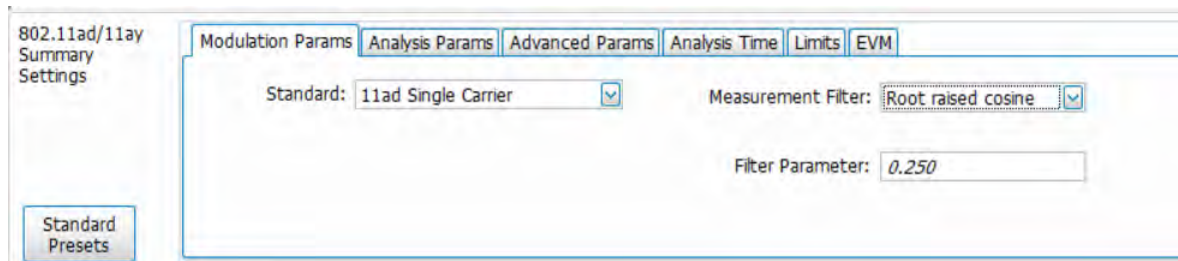 802.11ad/11ay
Summary
Settings
Modulation Params Analysis Params Advanced Params Analysis Time Limits EVM
Standard: 11ad Single Carrier
Measurement Filter: Root raised cosine
Filter Parameter: 0.250
Standard
Presets